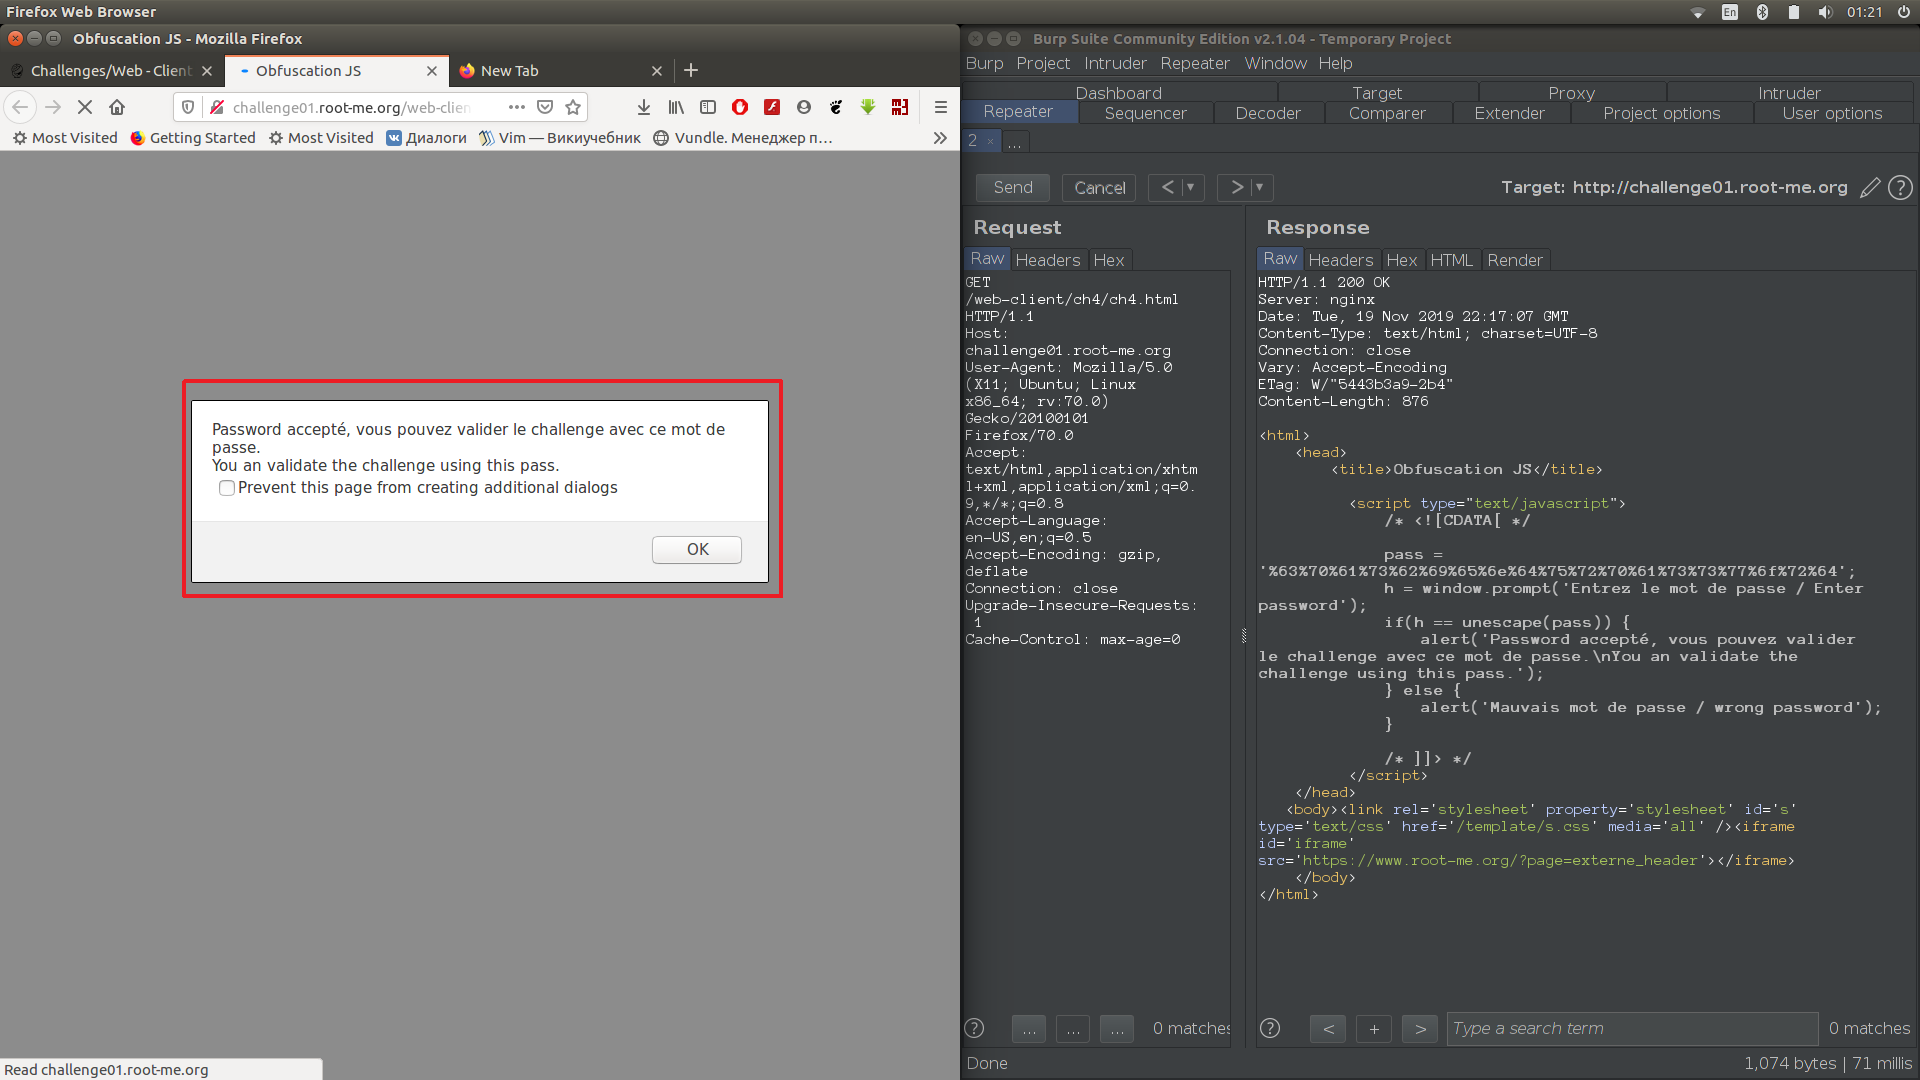 Firefox Web Browser
En
01:21
Obfuscation JS - Mozilla Firefox
Challenges/Web - Client
Obfuscation JS
New Tab
challenge01.root-me.org/web-clien
Most Visited
Getting Started
Most Visited
Диалоги
Vim — Викиучебник
Vundle. Менеджер п…
Password accepté, vous pouvez valider le challenge avec ce mot de
passe.
You an validate the challenge using this pass.
Prevent this page from creating additional dialogs
OK
Read challenge01.root-me.org
Burp Suite Community Edition v2.1.04 - Temporary Project
Burp Project Intruder Repeater Window Help
Dashboard Target Proxy Intruder
Repeater Sequencer Decoder Comparer Extender Project options User options
2 × ...
Send Cancel < > Target: http://challenge01.root-me.org ?
Request
Raw Headers Hex
GET
/web-client/ch4/ch4.html
HTTP/1.1
Host:
challenge01.root-me.org
User-Agent: Mozilla/5.0
(X11; Ubuntu; Linux
x86_64; rv:70.0)
Gecko/20100101
Firefox/70.0
Accept:
text/html,application/xhtm
l+xml,application/xml;q=0.
9,*/*;q=0.8
Accept-Language:
en-US,en;q=0.5
Accept-Encoding: gzip,
deflate
Connection: close
Upgrade-Insecure-Requests:
1
Cache-Control: max-age=0
? ... ... ... 0 matches
Response
Raw Headers Hex HTML Render
HTTP/1.1 200 OK
Server: nginx
Date: Tue, 19 Nov 2019 22:17:07 GMT
Content-Type: text/html; charset=UTF-8
Connection: close
Vary: Accept-Encoding
ETag: W/"5443b3a9-2b4"
Content-Length: 876
<html>
<head>
<title>Obfuscation JS</title>
<script type="text/javascript">
/* <![CDATA[ */
pass =
'%63%70%61%73%62%69%65%6e%64%75%72%70%61%73%73%77%6f%72%64';
h = window.prompt('Entrez le mot de passe / Enter
password');
if(h == unescape(pass)) {
alert('Password accepté, vous pouvez valider
le challenge avec ce mot de passe.\nYou an validate the
challenge using this pass.');
} else {
alert('Mauvais mot de passe / wrong password');
}
/* ]]> */
</script>
</head>
<body><link rel='stylesheet' property='stylesheet' id='s'
type='text/css' href='/template/s.css' media='all' /><iframe
id='iframe'
src='https://www.root-me.org/?page=externe_header'></iframe>
</body>
</html>
? < + > Type a search term 0 matches
Done
1,074 bytes | 71 millis